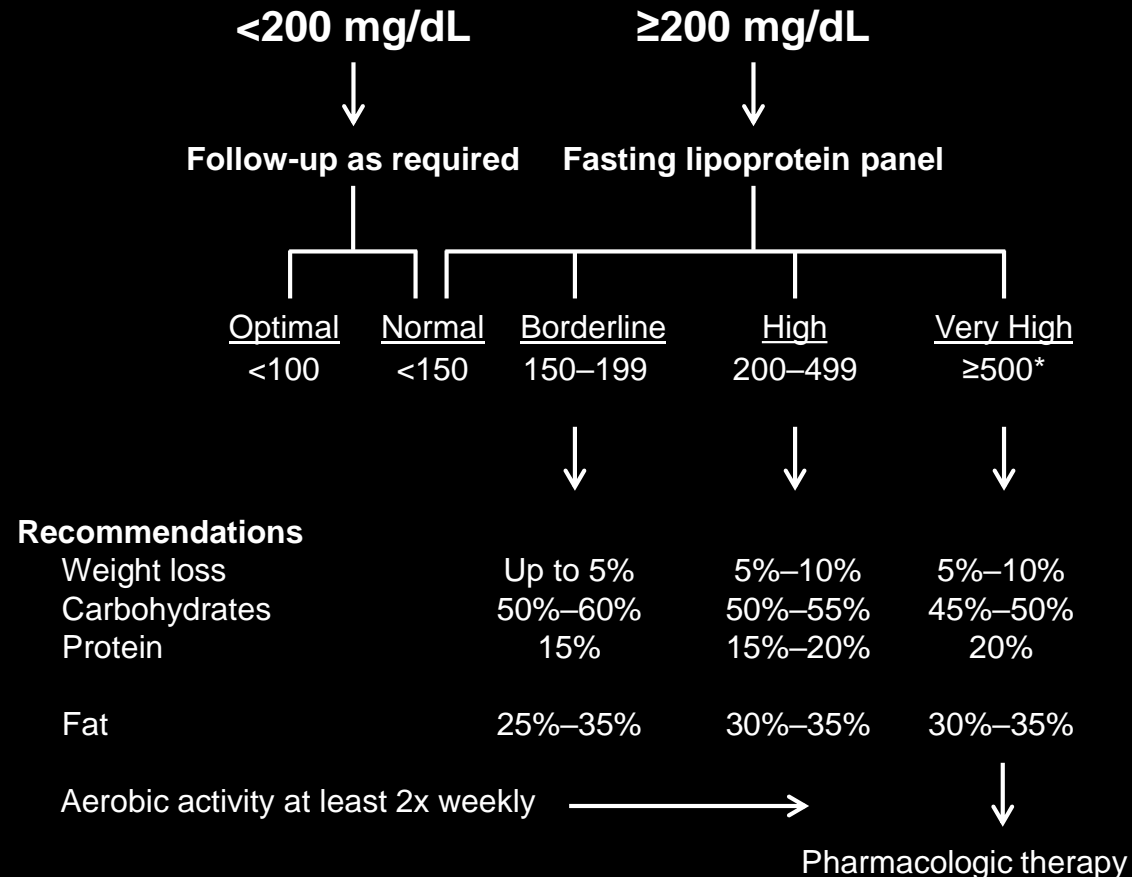 <200 mg/dL ≥200 mg/dL
Follow-up as required Fasting lipoprotein panel
Optimal Normal Borderline High Very High
<100 <150 150–199 200–499 ≥500*
Recommendations
Weight loss Up to 5% 5%–10% 5%–10%
Carbohydrates 50%–60% 50%–55% 45%–50%
Protein 15% 15%–20% 20%
Fat 25%–35% 30%–35% 30%–35%
Aerobic activity at least 2x weekly
Pharmacologic therapy